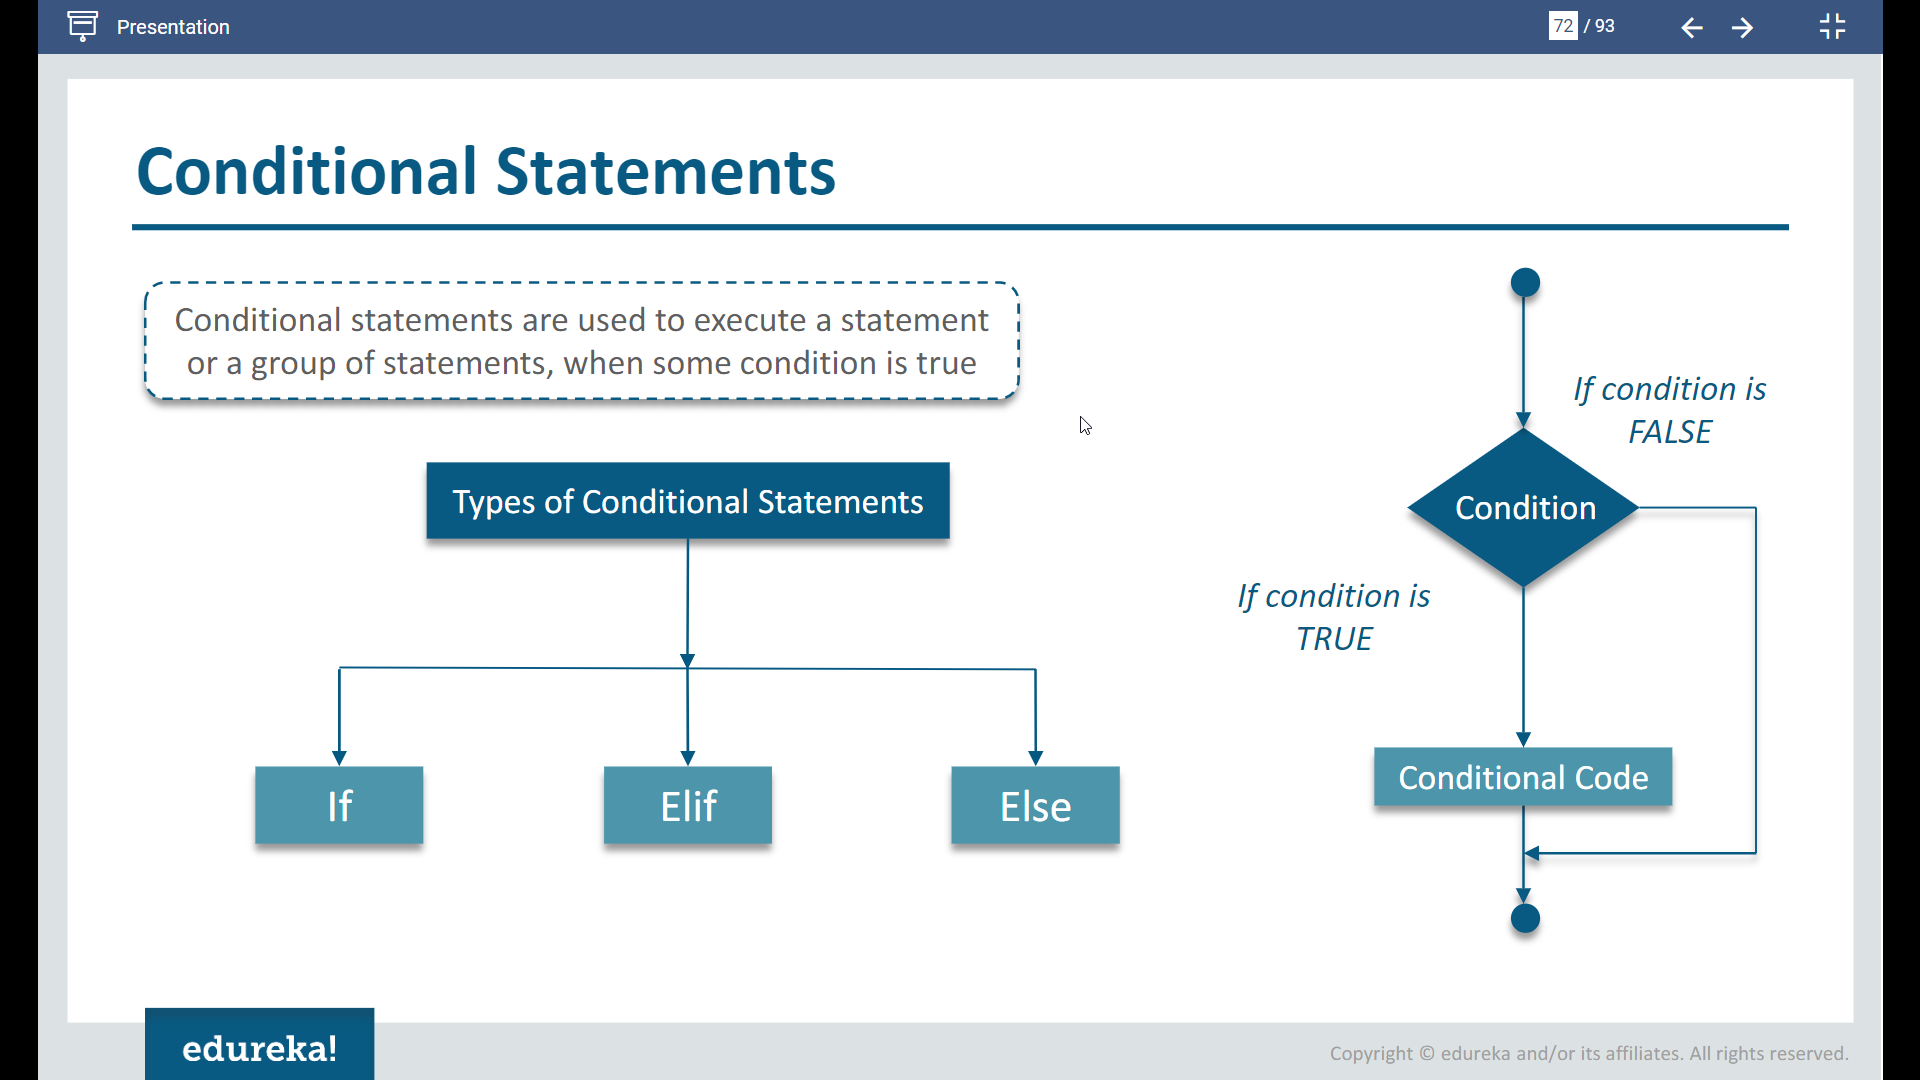 Presentation
72 / 93
Conditional Statements
Conditional statements are used to execute a statement
or a group of statements, when some condition is true
Types of Conditional Statements
If
Elif
Else
If condition is
FALSE
Condition
If condition is
TRUE
Conditional Code
edureka!
Copyright © edureka and/or its affiliates. All rights reserved.